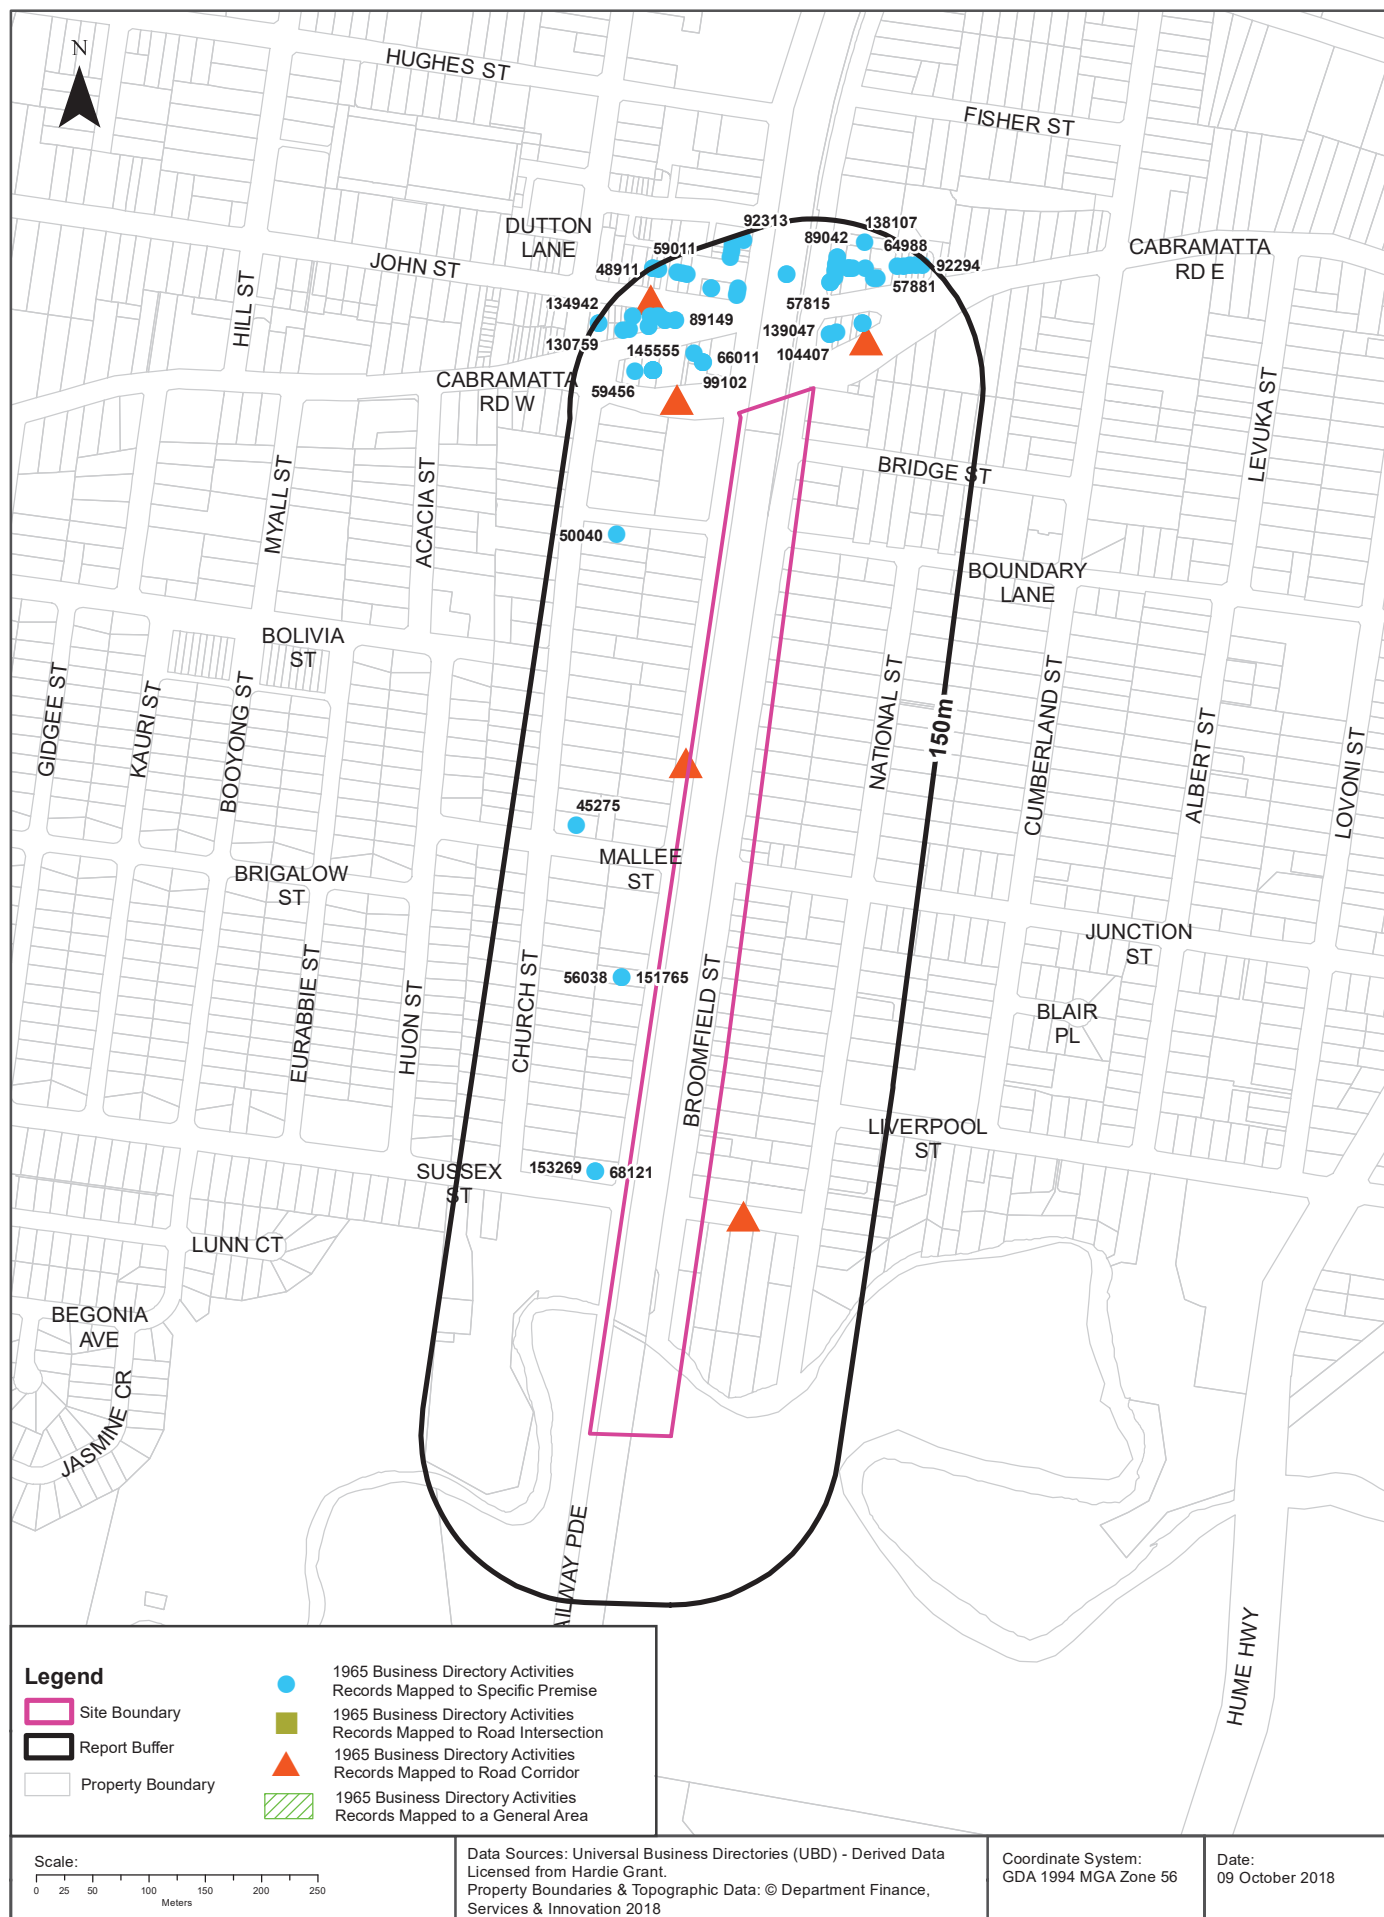 N
HUGHES ST
FISHER ST
DUTTON
LANE
92313
138107
59011
89042
64988
CABRAMATTA
RD E
JOHN ST
48911
92294
57881
HILL ST
134942
57815
89149
139047
130759
145555
66011
104407
CABRAMATTA
RD W
59456
99102
LEVUKA ST
BRIDGE ST
MYALL ST
ACACIA ST
50040
BOUNDARY
LANE
BOLIVIA
ST
GIDGEE ST
KAURI ST
BOOYONG ST
NATIONAL ST
150m
CUMBERLAND ST
ALBERT ST
LOVONI ST
45275
MALLEE
ST
BRIGALOW
ST
JUNCTION
ST
EURABBIE ST
HUON ST
CHURCH ST
56038
151765
BROOMFIELD ST
BLAIR
PL
LIVERPOOL
ST
153269
68121
SUSSEX
ST
LUNN CT
BEGONIA
AVE
JASMINE CR
AILWAY PDE
HUME HWY
Legend
Site Boundary
Report Buffer
Property Boundary
1965 Business Directory Activities
Records Mapped to Specific Premise
1965 Business Directory Activities
Records Mapped to Road Intersection
1965 Business Directory Activities
Records Mapped to Road Corridor
1965 Business Directory Activities
Records Mapped to a General Area
Scale:
0 25 50 100 150 200 250
Meters
Data Sources: Universal Business Directories (UBD) - Derived Data
Licensed from Hardie Grant.
Property Boundaries & Topographic Data: © Department Finance,
Services & Innovation 2018
Coordinate System:
GDA 1994 MGA Zone 56
Date:
09 October 2018